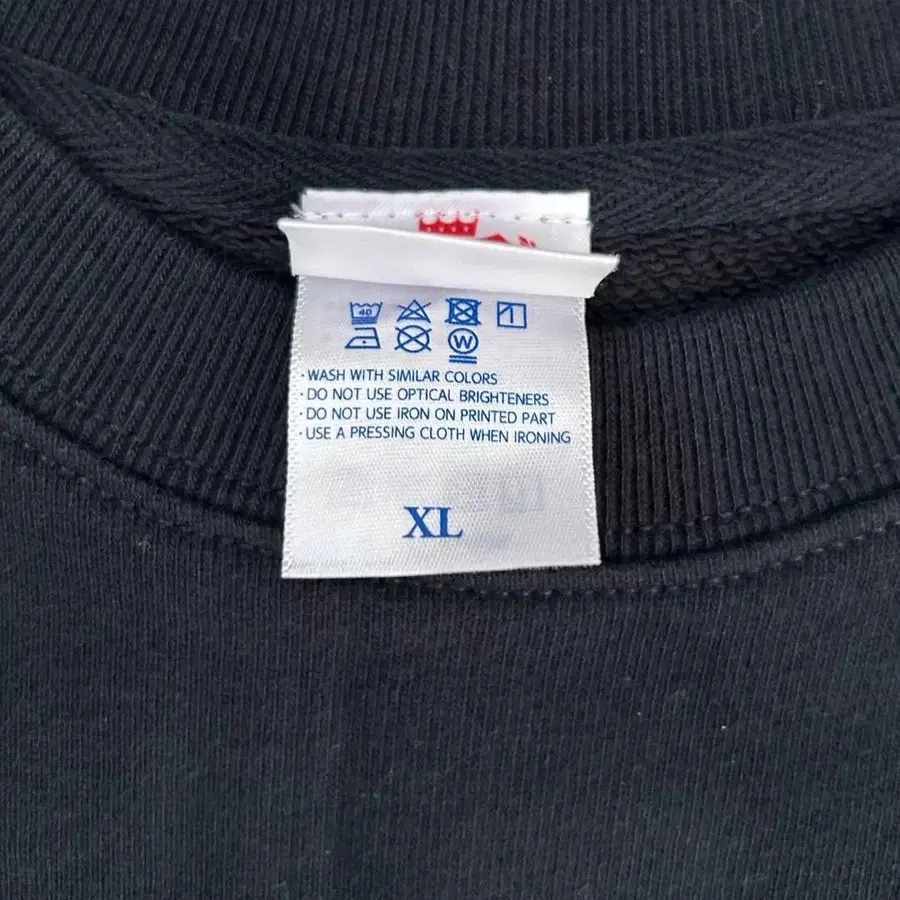 40
W
· WASH WITH SIMILAR COLORS
· DO NOT USE OPTICAL BRIGHTENERS
· DO NOT USE IRON ON PRINTED PART
· USE A PRESSING CLOTH WHEN IRONING
XL